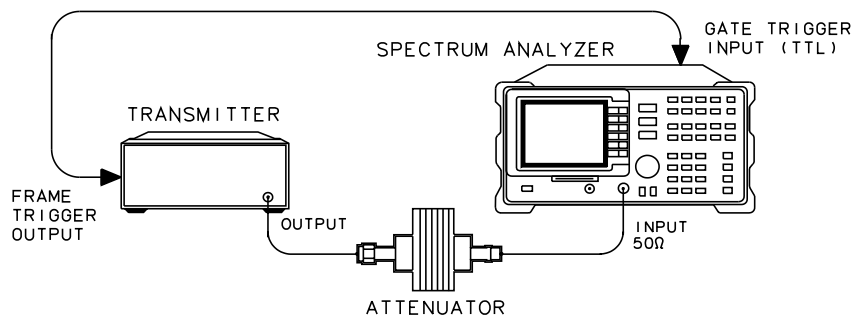 GATE TRIGGER
INPUT (TTL)
SPECTRUM ANALYZER
TRANSMITTER
FRAME
TRIGGER
OUTPUT
OUTPUT
INPUT
50Ω
ATTENUATOR